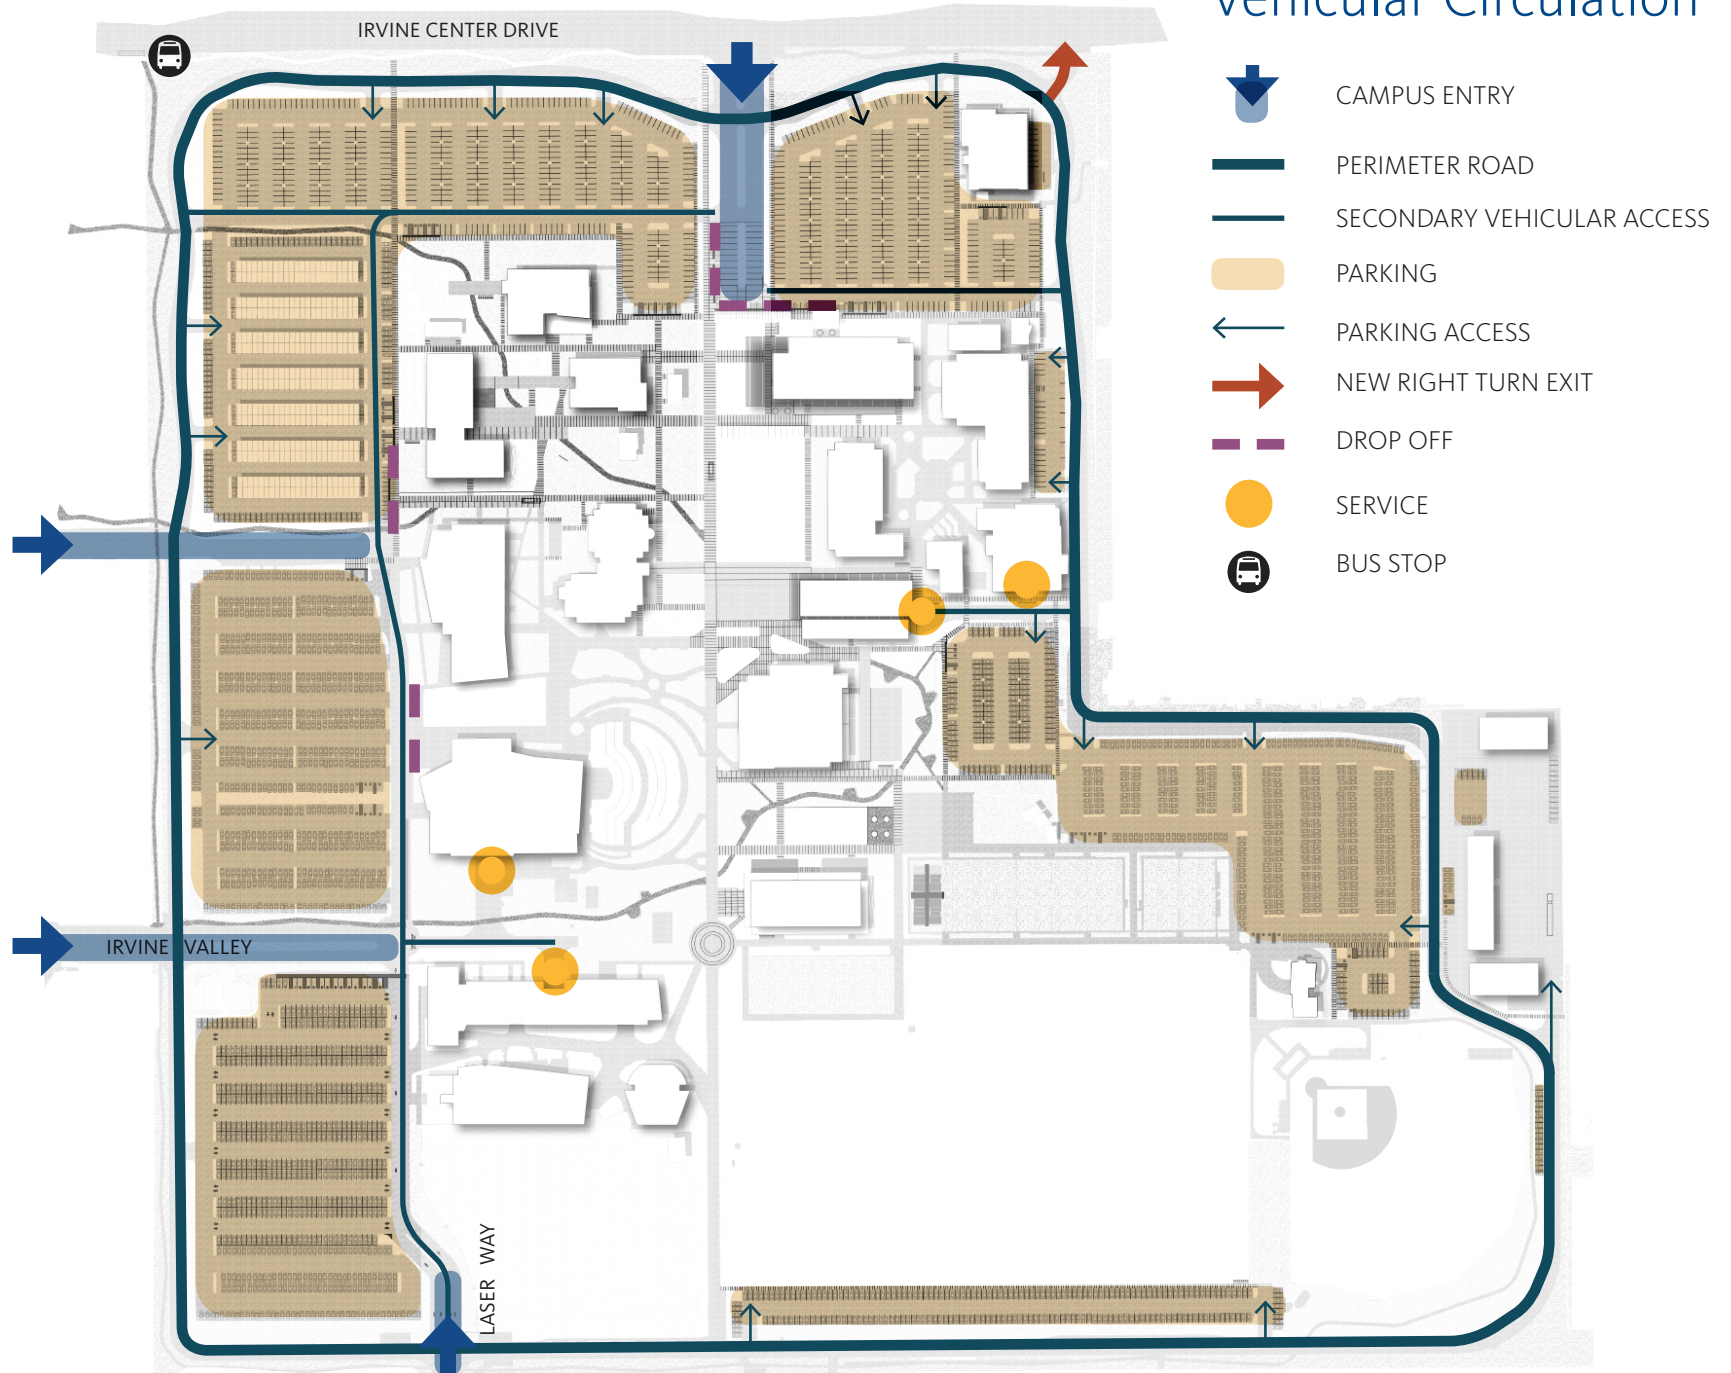 Vehicular Circulation
IRVINE CENTER DRIVE
CAMPUS ENTRY
PERIMETER ROAD
SECONDARY VEHICULAR ACCESS
PARKING
PARKING ACCESS
NEW RIGHT TURN EXIT
DROP OFF
SERVICE
BUS STOP
IRVINE VALLEY
LASER WAY